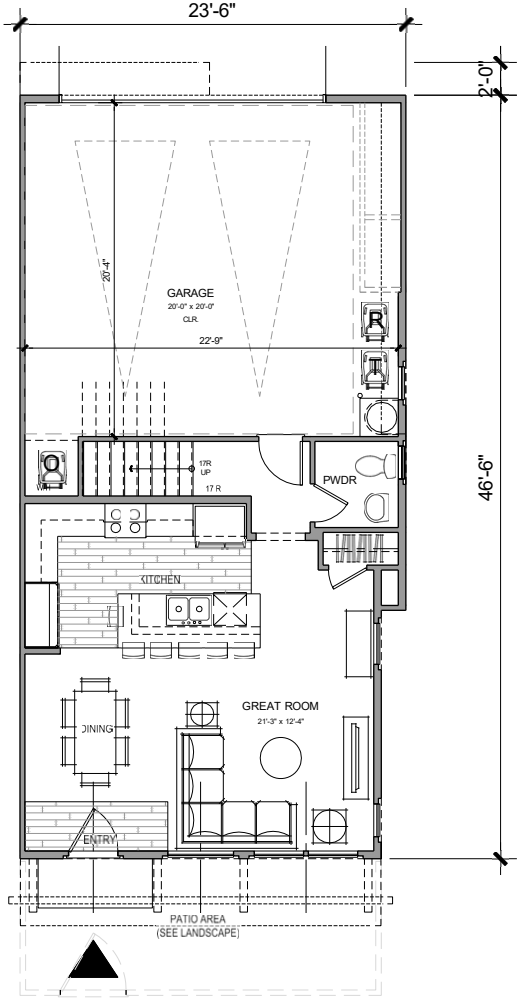 23'-6"
2'-0"
20'-4"
GARAGE
20'-0" x 20'-0"
CLR.
R
22'-9"
T
46'-6"
O
WH
17R
UP
17 R
PWDR
KITCHEN
GREAT ROOM
21'-3" x 12'-4"
DINING
ENTRY
PATIO AREA
(SEE LANDSCAPE)